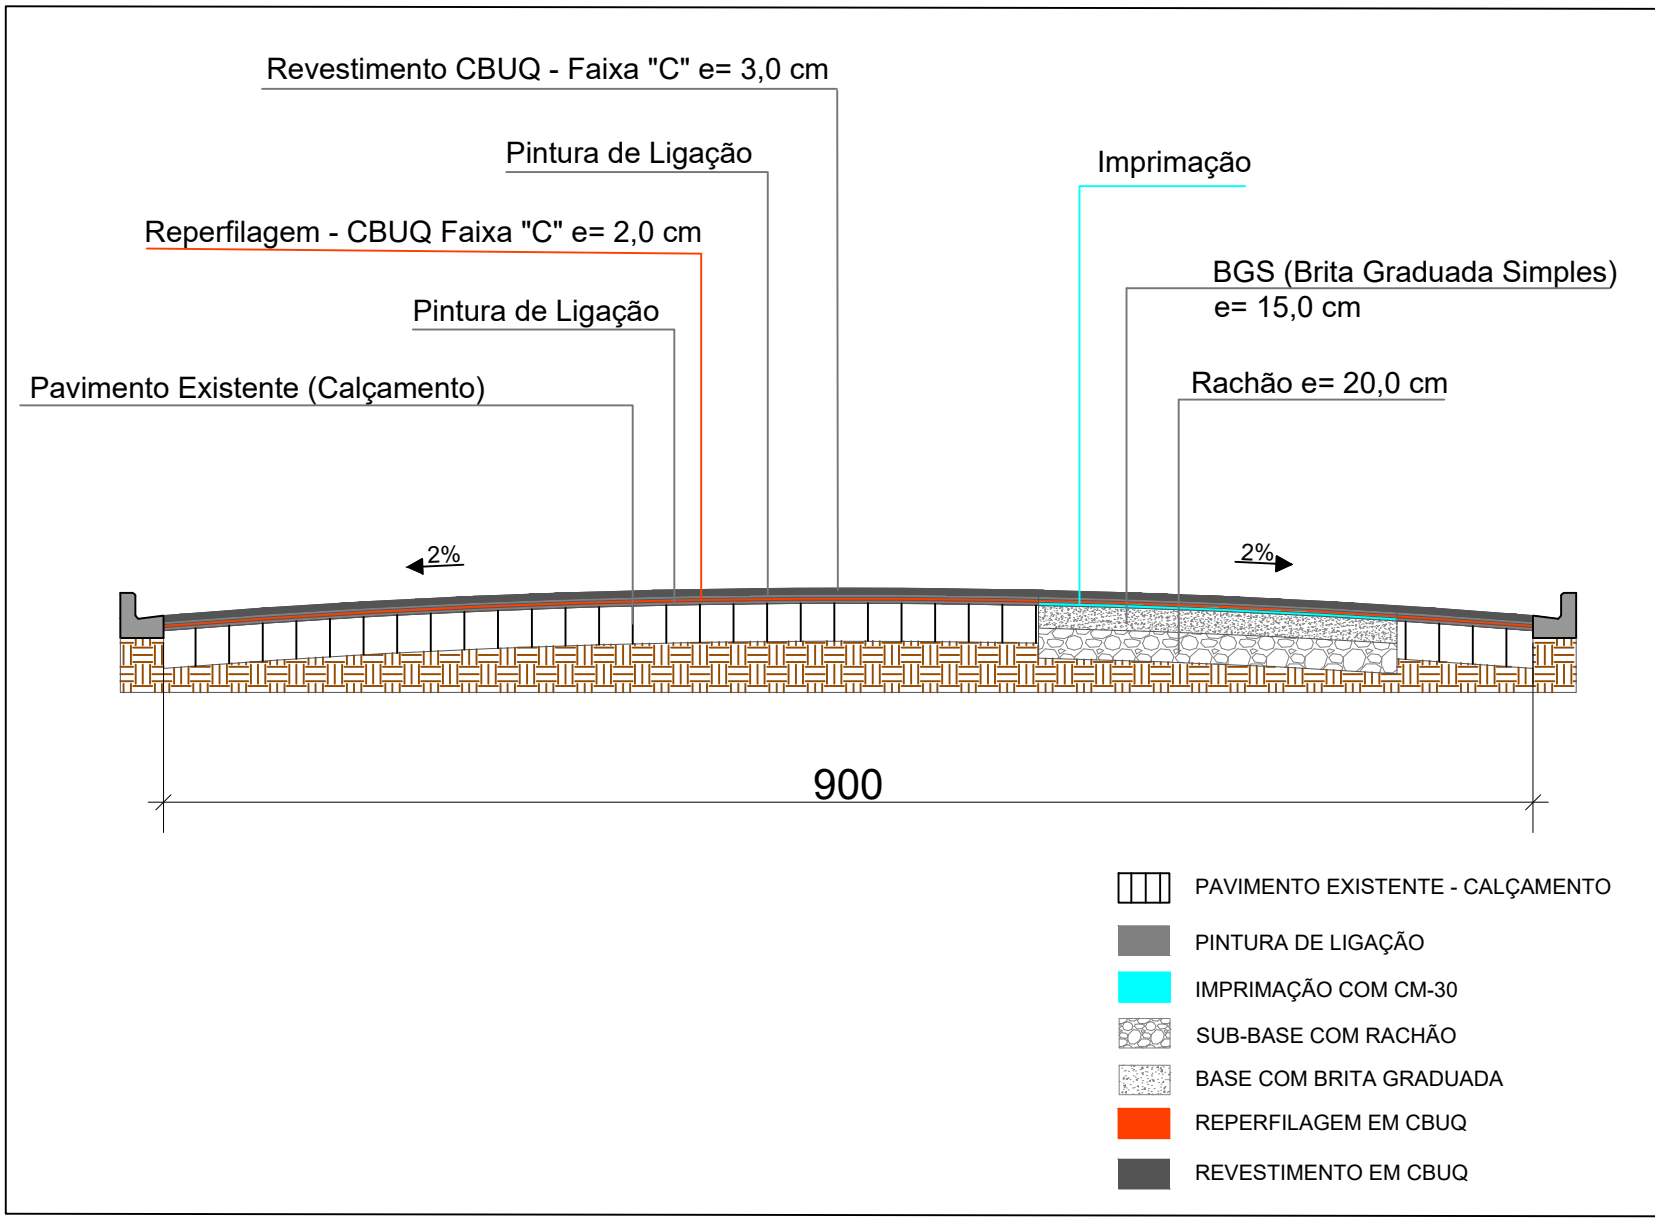 Revestimento CBUQ - Faixa "C" e= 3,0 cm
Pintura de Ligação
Imprimação
Reperfilagem - CBUQ Faixa "C" e= 2,0 cm
BGS (Brita Graduada Simples)
e= 15,0 cm
Pintura de Ligação
Rachão e= 20,0 cm
Pavimento Existente (Calçamento)
2%
2%
900
PAVIMENTO EXISTENTE - CALÇAMENTO
PINTURA DE LIGAÇÃO
IMPRIMAÇÃO COM CM-30
SUB-BASE COM RACHÃO
BASE COM BRITA GRADUADA
REPERFILAGEM EM CBUQ
REVESTIMENTO EM CBUQ